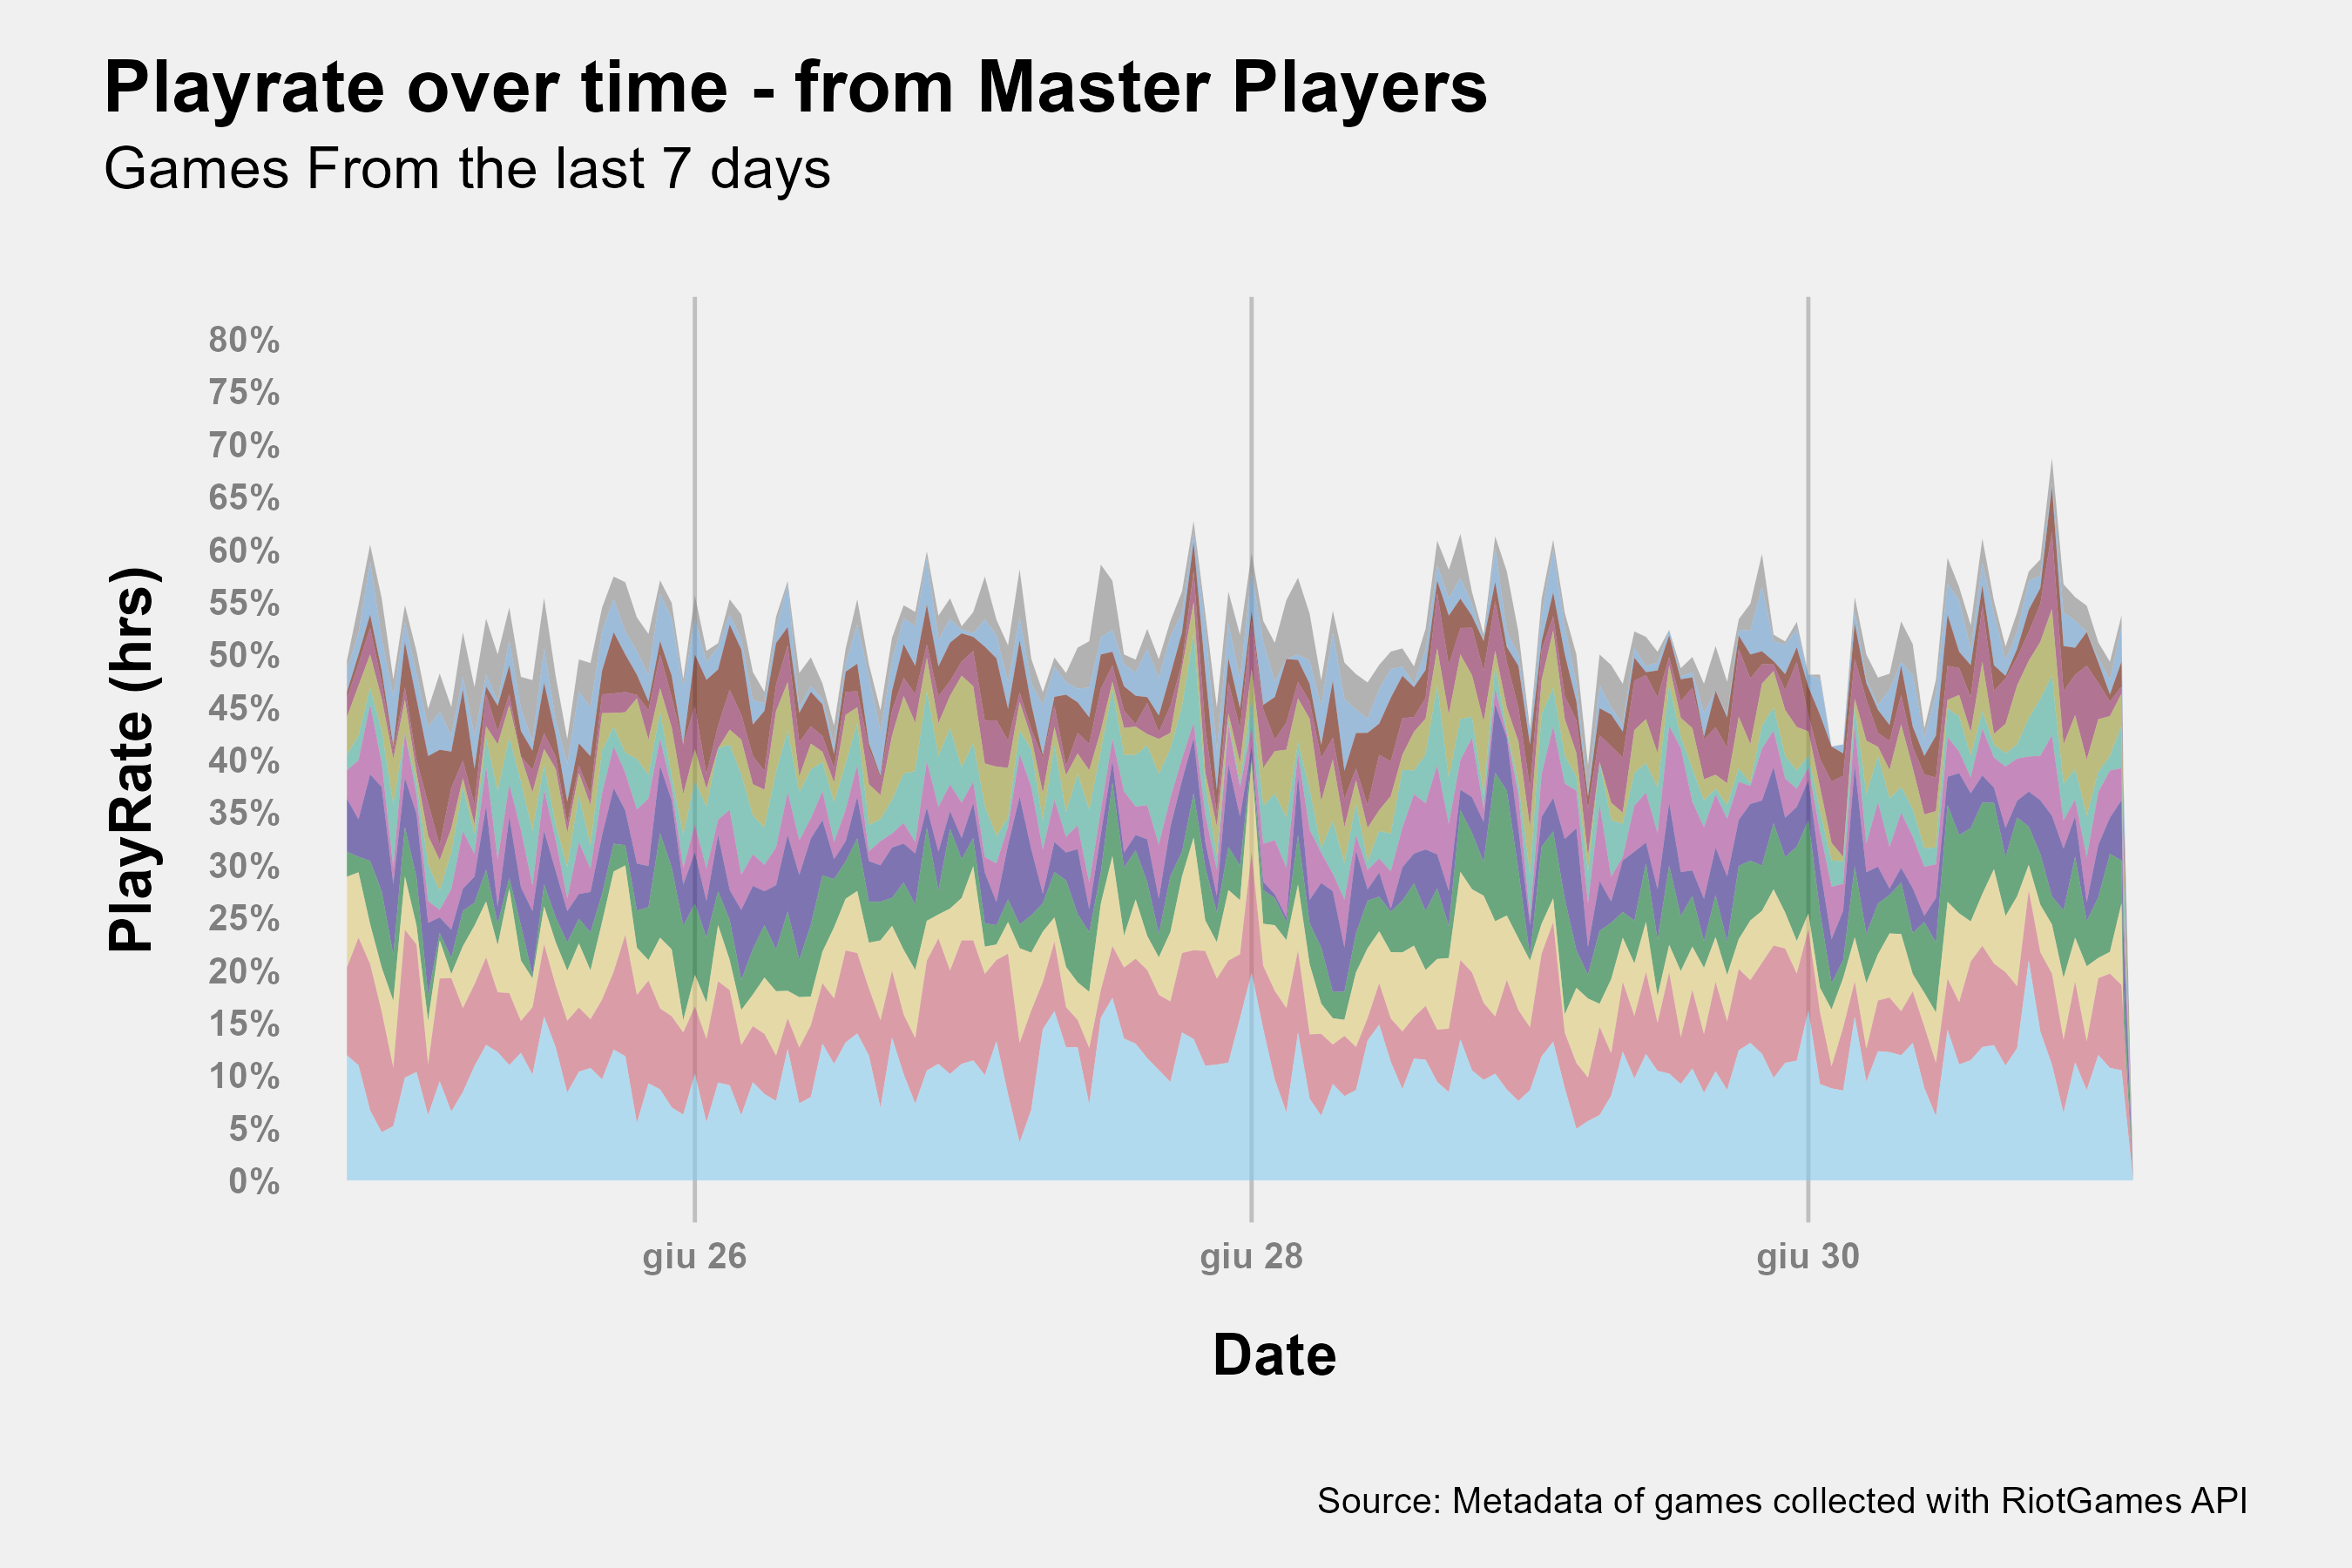 Playrate over time - from Master Players
Games From the last 7 days
80%
75%
70%
65%
60%
55%
50%
45%
40%
35%
30%
25%
20%
15%
10%
5%
0%
PlayRate (hrs)
giu 26
giu 28
giu 30
Date
Source: Metadata of games collected with RiotGames API